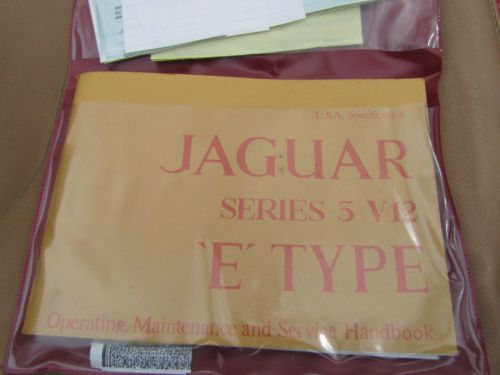 U.S.A. Specification
JAGUAR
SERIES 3 V12
'E' TYPE
Operating, Maintenance and Service Handbook